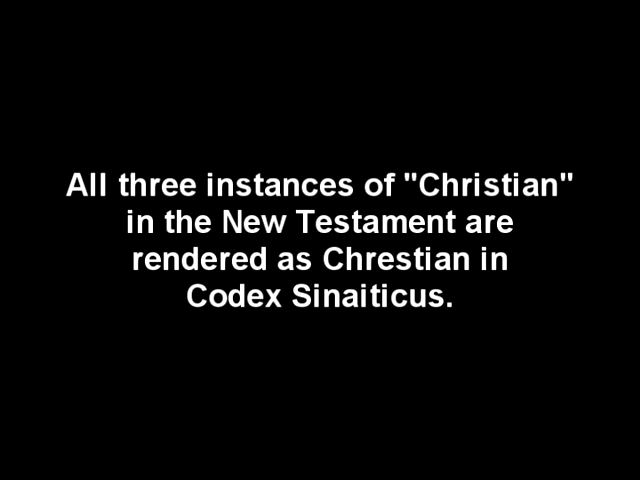 All three instances of "Christian"
in the New Testament are
rendered as Chrestian in
Codex Sinaiticus.